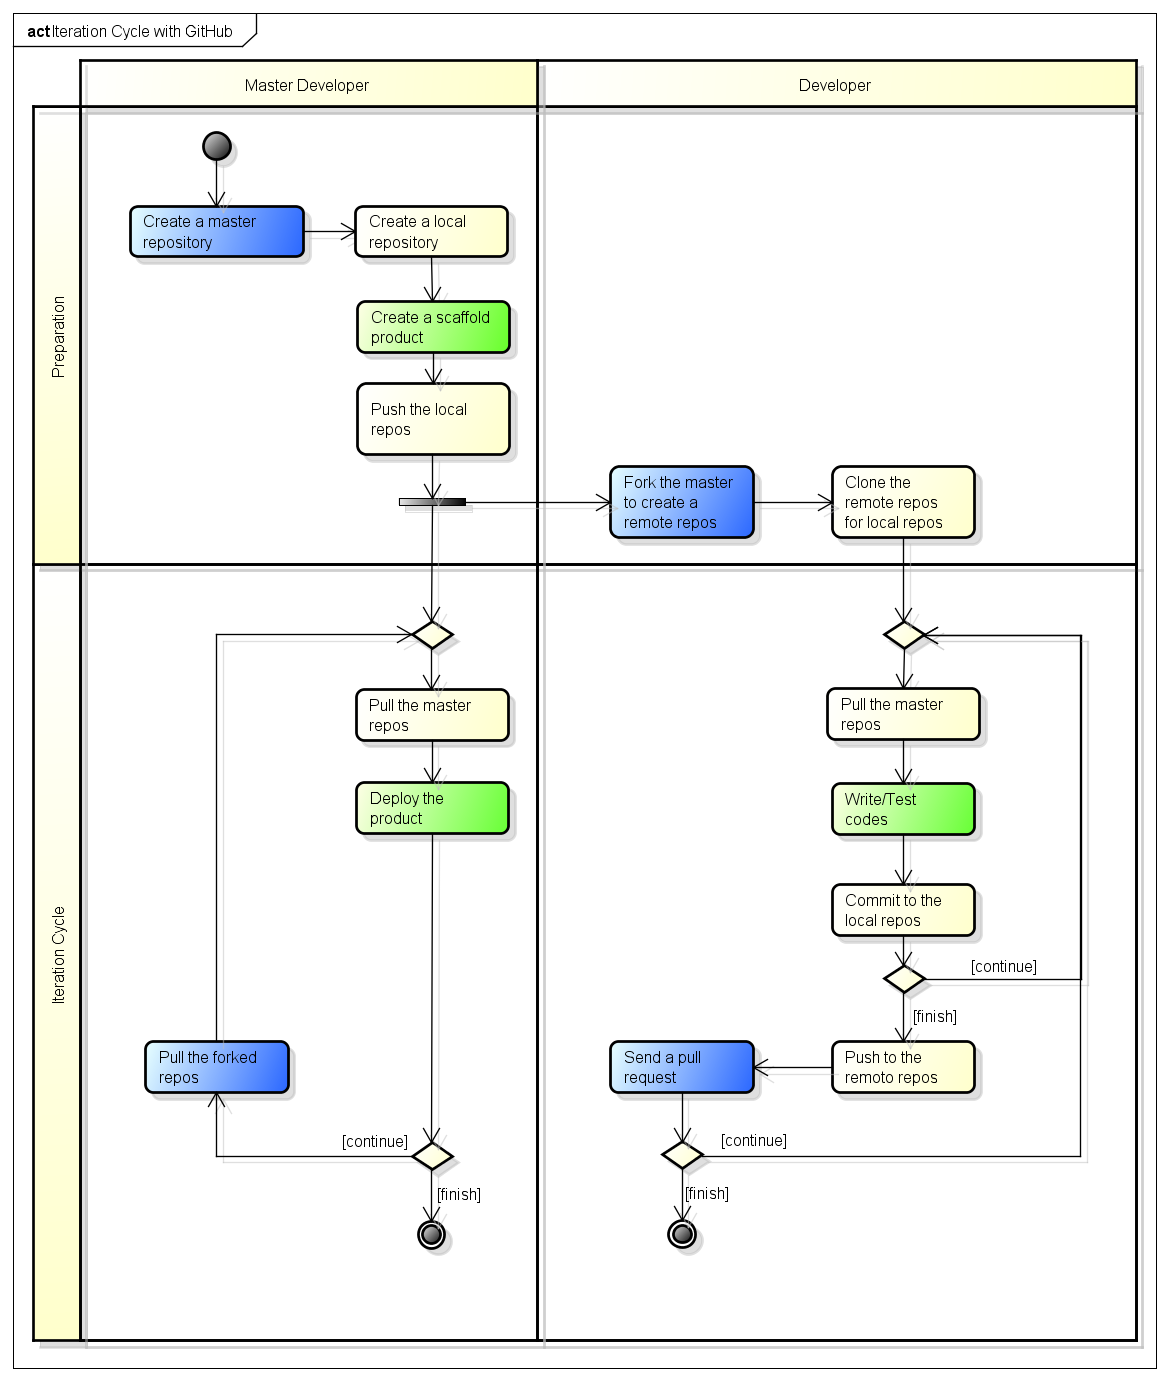 act Iteration Cycle with GitHub
Master Developer
Developer
Preparation
Create a master
repository
Create a local
repository
Create a scaffold
product
Push the local
repos
Fork the master
to create a
remote repos
Clone the
remote repos
for local repos
Iteration Cycle
Pull the master
repos
Deploy the
product
Pull the forked
repos
[continue]
[finish]
Pull the master
repos
Write/Test
codes
Commit to the
local repos
[continue]
[finish]
Push to the
remoto repos
Send a pull
request
[continue]
[finish]